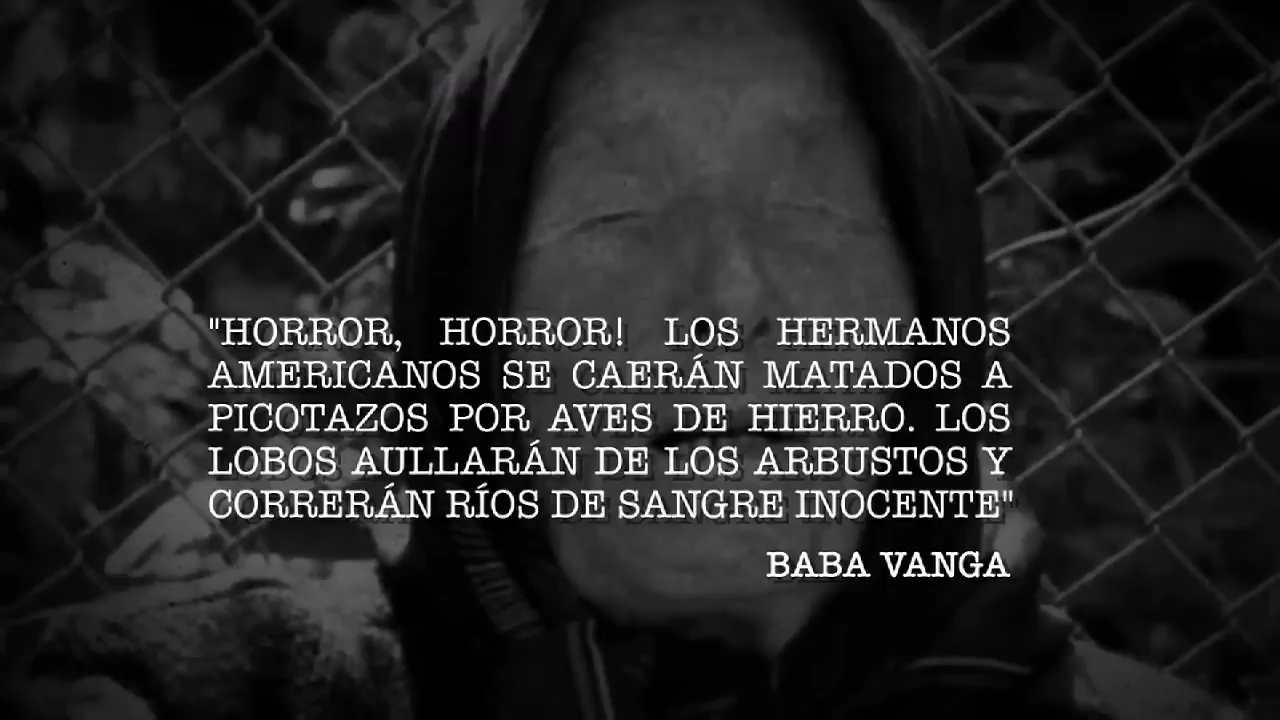 "HORROR, HORROR! LOS HERMANOS
AMERICANOS SE CAERÁN MATADOS A
PICOTAZOS POR AVES DE HIERRO. LOS
LOBOS AULLARÁN DE LOS ARBUSTOS Y
CORRERÁN RÍOS DE SANGRE INOCENTE"
BABA VANGA